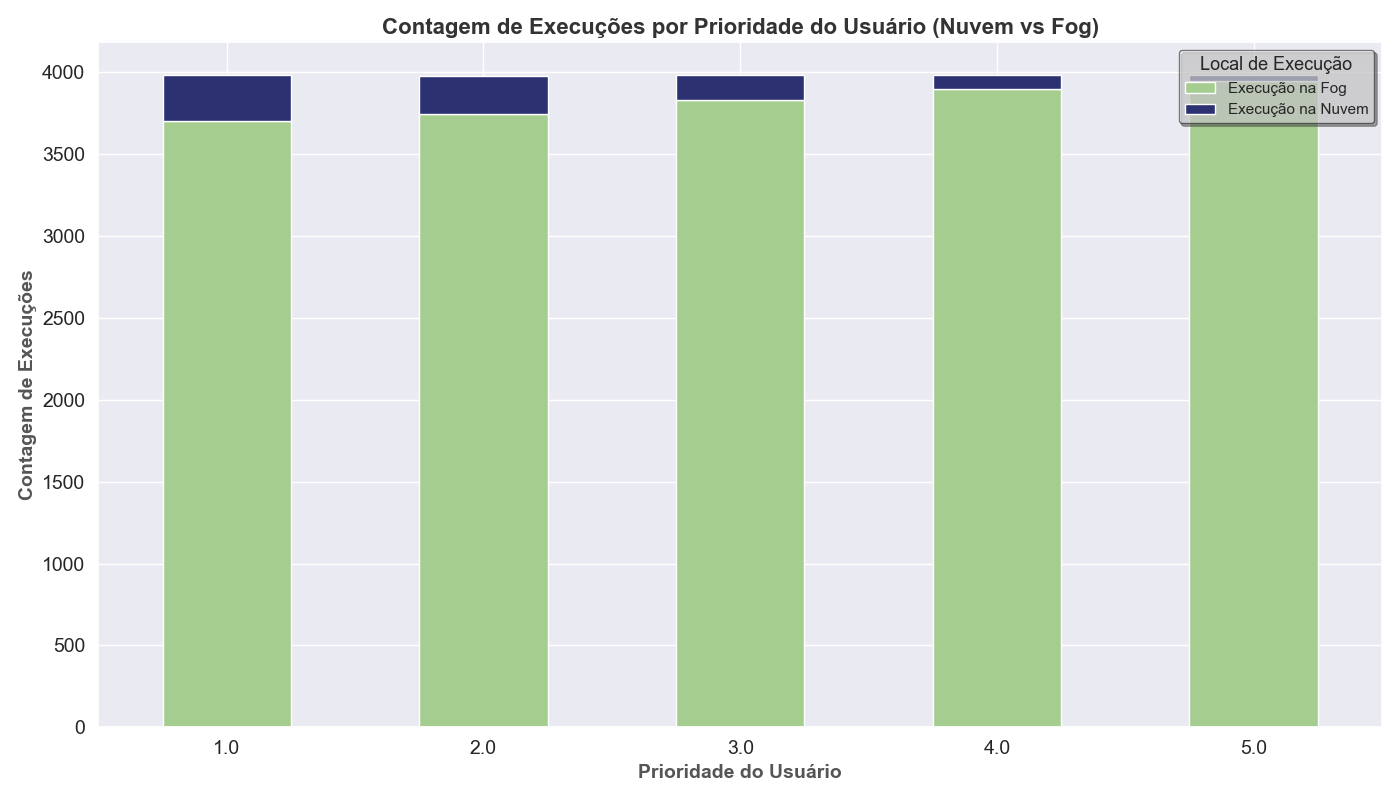 Contagem de Execuções por Prioridade do Usuário (Nuvem vs Fog)
Local de Execução
Execução na Fog
Execução na Nuvem
Contagem de Execuções
4000
3500
3000
2500
2000
1500
1000
500
0
1.0 2.0 3.0 4.0 5.0
Prioridade do Usuário